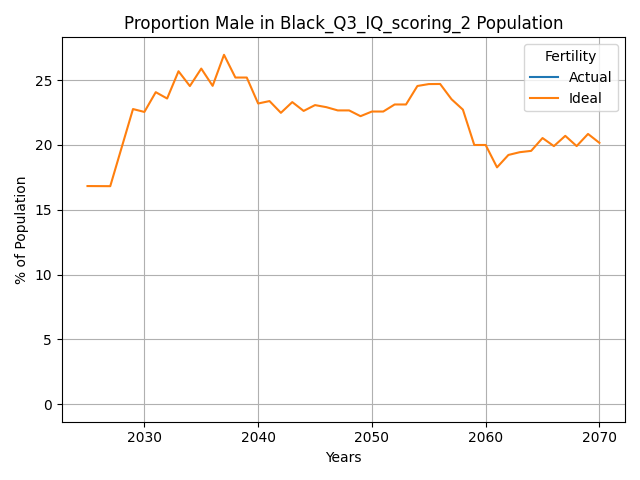 Proportion Male in Black_Q3_IQ_scoring_2 Population
Fertility
Actual
Ideal
% of Population
25
20
15
10
5
0
2030 2040 2050 2060 2070
Years